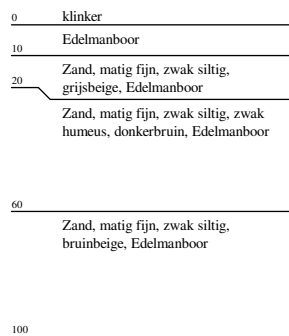 0 klinker
10 Edelmanboor
Zand, matig fijn, zwak siltig,
20 grijsbeige, Edelmanboor
Zand, matig fijn, zwak siltig, zwak
humeus, donkerbruin, Edelmanboor
60
Zand, matig fijn, zwak siltig,
bruinbeige, Edelmanboor
100